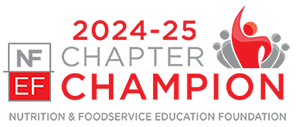 2024-25
NF
EF
CHAPTER
CHAMPION
NUTRITION & FOODSERVICE EDUCATION FOUNDATION